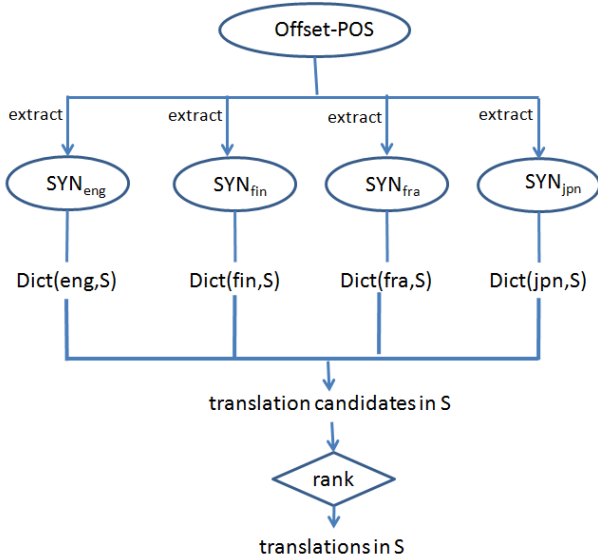 Offset-POS
extract extract extract extract
SYNeng SYNfin SYNfra SYNjpn
Dict(eng,S) Dict(fin,S) Dict(fra,S) Dict(jpn,S)
translation candidates in S
rank
translations in S